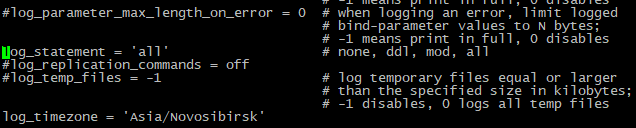 # -1 means print in full, 0 disables
#log_parameter_max_length_on_error = 0 # when logging an error, limit logged
# bind-parameter values to N bytes;
# -1 means print in full, 0 disables
log_statement = 'all' # none, ddl, mod, all
#log_replication_commands = off
#log_temp_files = -1 # log temporary files equal or larger
# than the specified size in kilobytes;
# -1 disables, 0 logs all temp files
log_timezone = 'Asia/Novosibirsk'